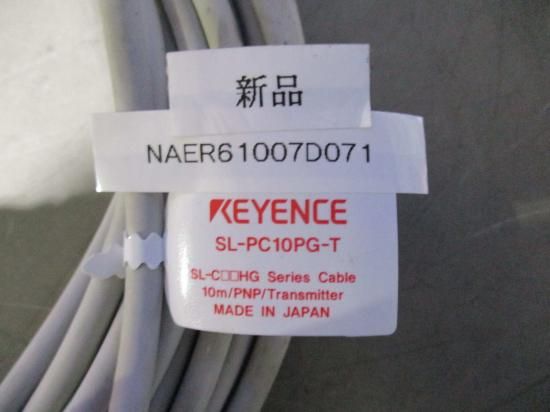 新品
NAER61007D071
KEYENCE
SL-PC10PG-T
SL-C□□HG Series Cable
10m/PNP/Transmitter
MADE IN JAPAN